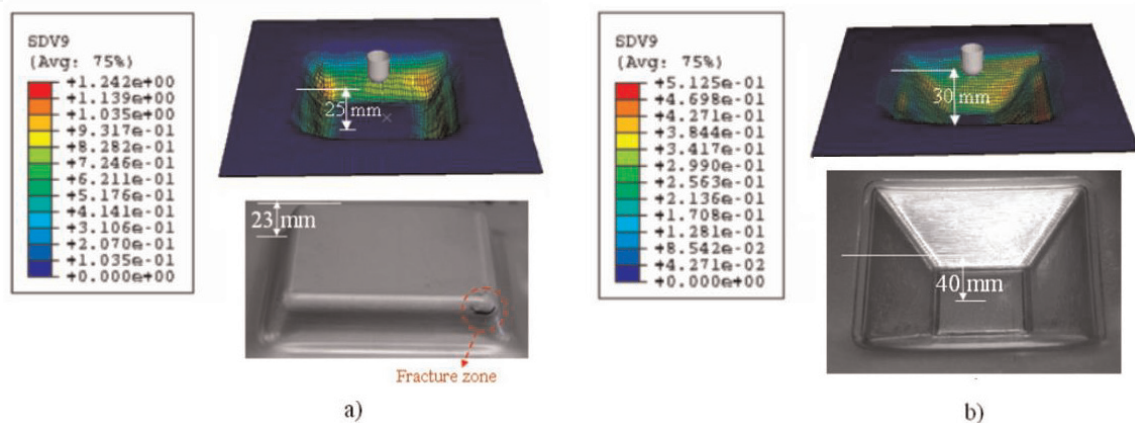 SDV9
(Avg: 75%)
+1.242e+00
+1.139e+00
+1.035e+00
+9.317e-01
+8.282e-01
+7.246e-01
+6.211e-01
+5.176e-01
+4.141e-01
+3.106e-01
+2.070e-01
+1.035e-01
+0.000e+00
25 mm
23 mm
Fracture zone
a)
SDV9
(Avg: 75%)
+5.125e-01
+4.698e-01
+4.271e-01
+3.844e-01
+3.417e-01
+2.990e-01
+2.563e-01
+2.136e-01
+1.708e-01
+1.281e-01
+8.542e-02
+4.271e-02
+0.000e+00
30 mm
40 mm
b)